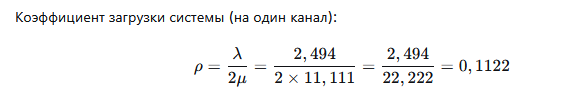 Коэффициент загрузки системы (на один канал):
ρ = λ / 2μ = 2,494 / 2 × 11,111 = 2,494 / 22,222 = 0,1122